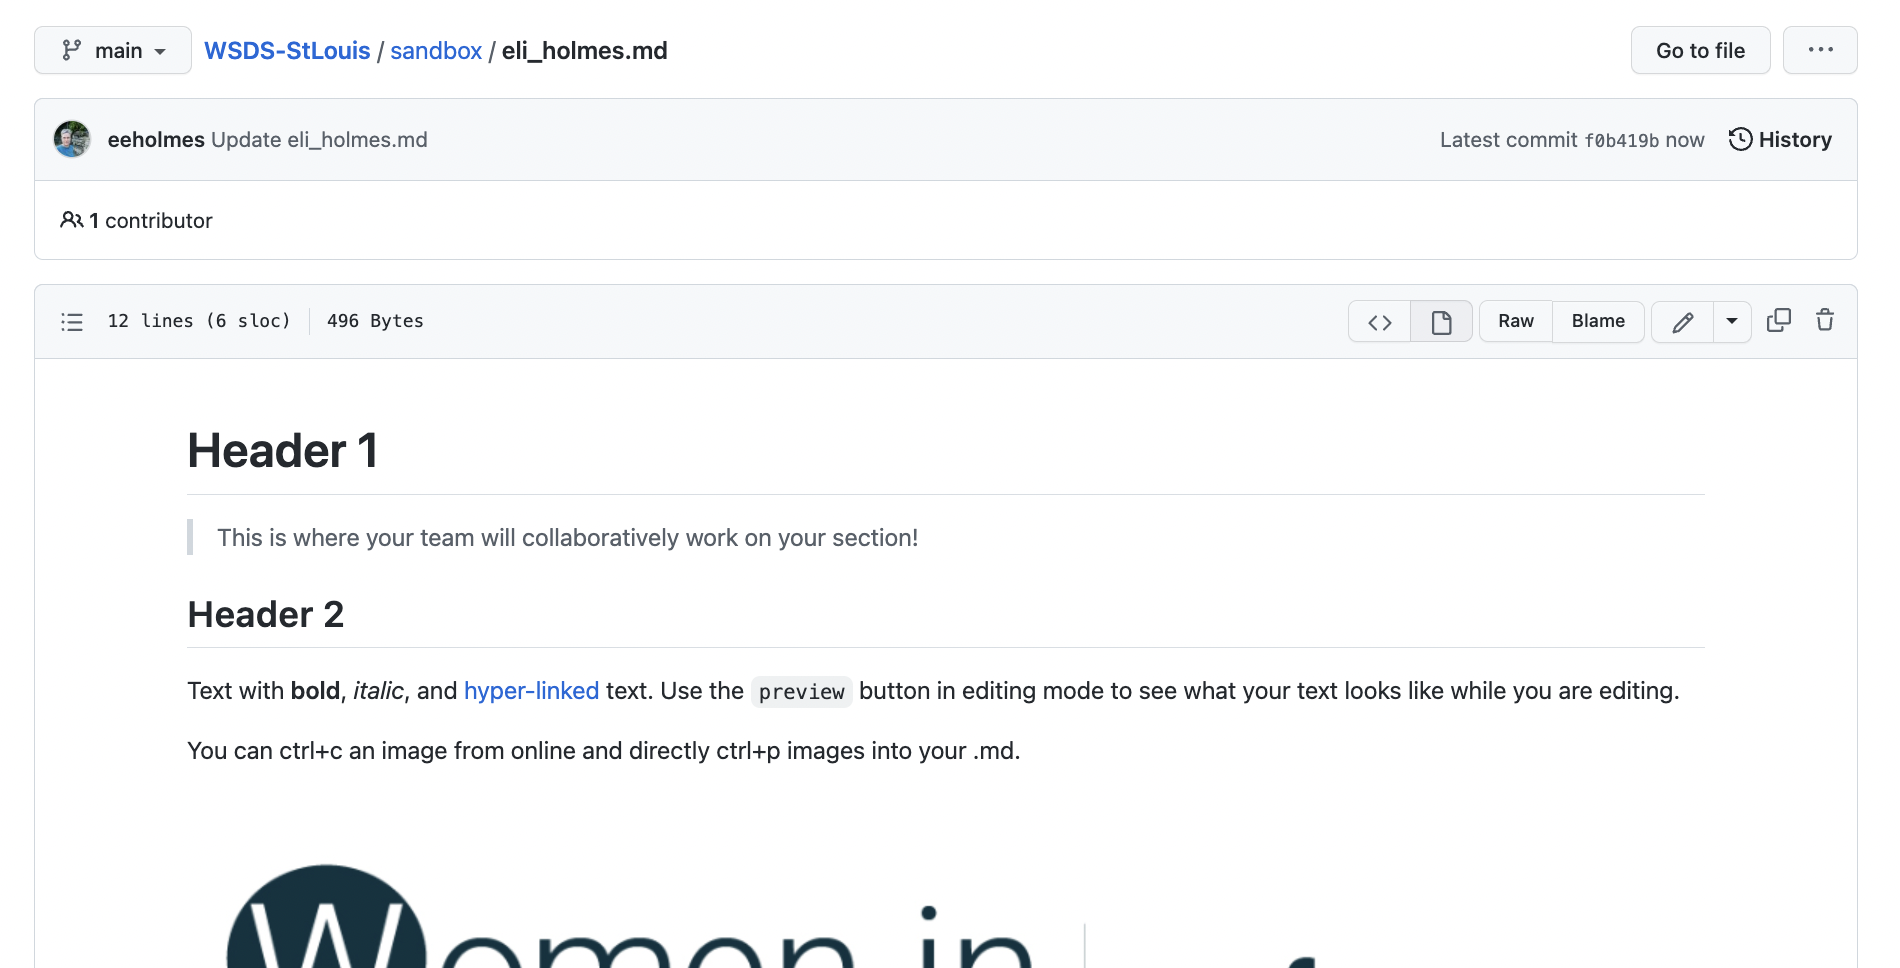 main WSDS-StLouis / sandbox / eli_holmes.md Go to file ...
eeholmes Update eli_holmes.md Latest commit f0b419b now History
1 contributor
12 lines (6 sloc) 496 Bytes <> Raw Blame
Header 1
This is where your team will collaboratively work on your section!
Header 2
Text with bold, italic, and hyper-linked text. Use the preview button in editing mode to see what your text looks like while you are editing.
You can ctrl+c an image from online and directly ctrl+p images into your .md.
Women in